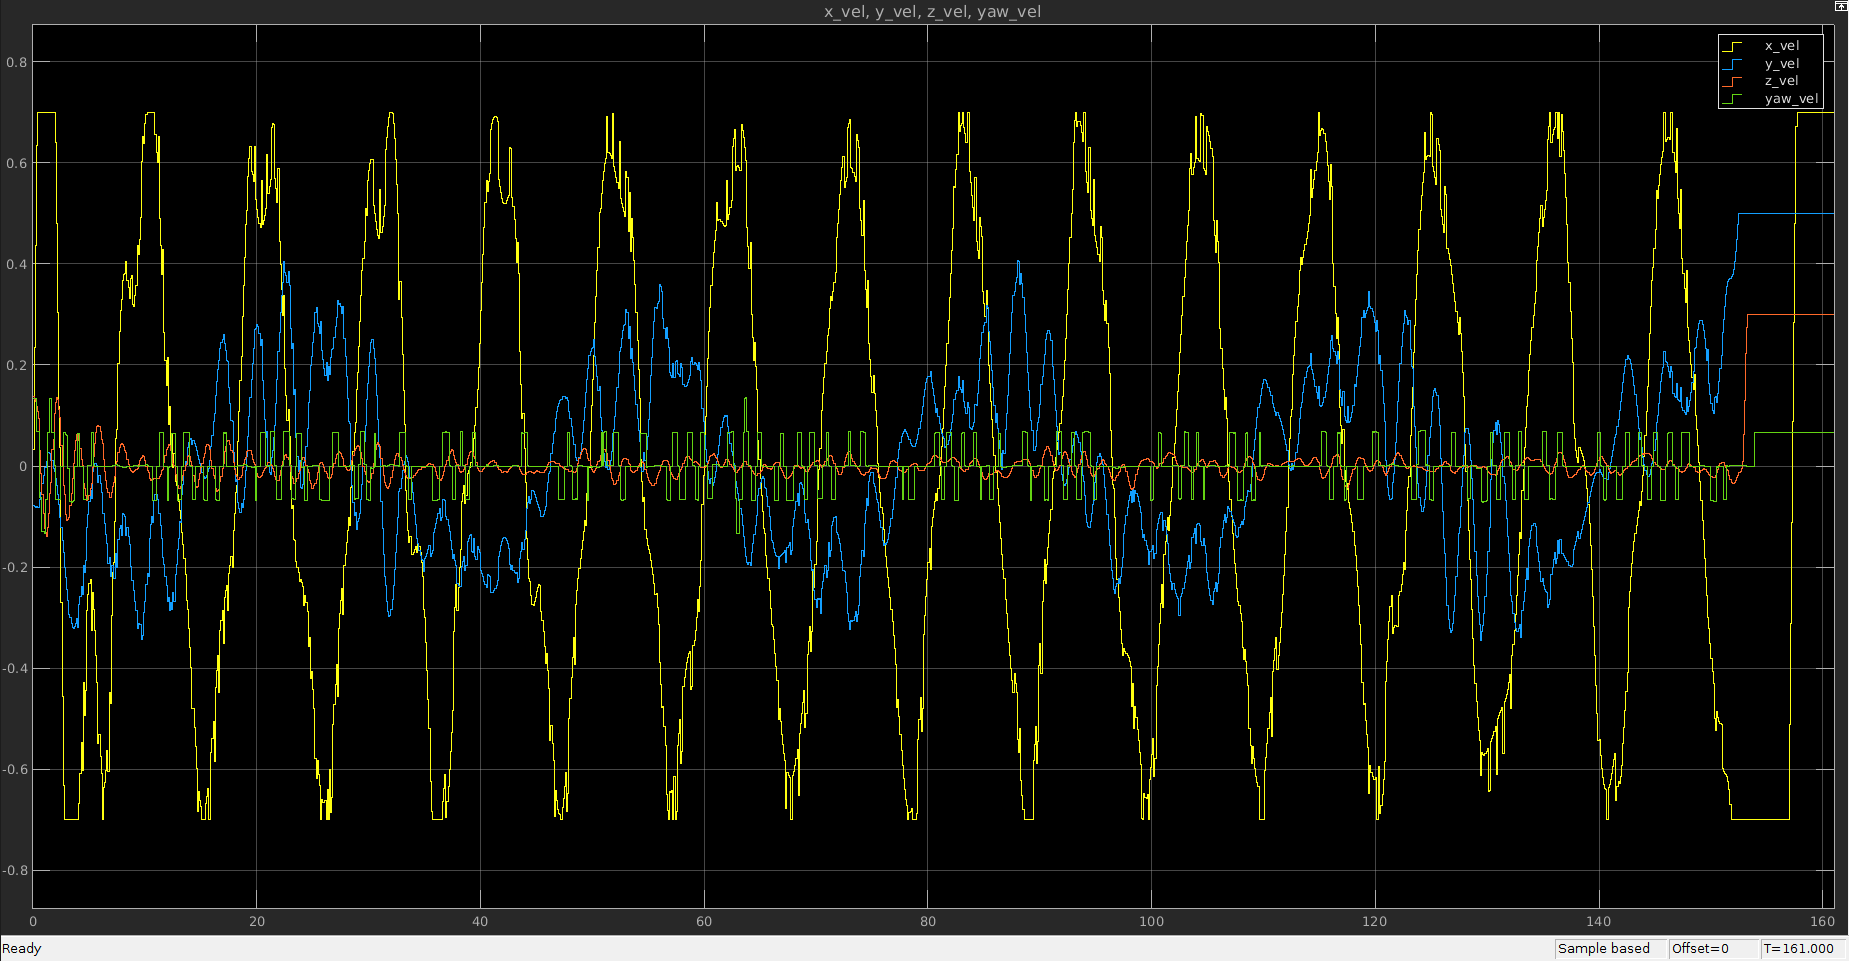 x_vel, y_vel, z_vel, yaw_vel
x_vel
y_vel
z_vel
yaw_vel
0.8
0.6
0.4
0.2
0
-0.2
-0.4
-0.6
-0.8
0 20 40 60 80 100 120 140 160
Ready Sample based Offset=0 T=161.000